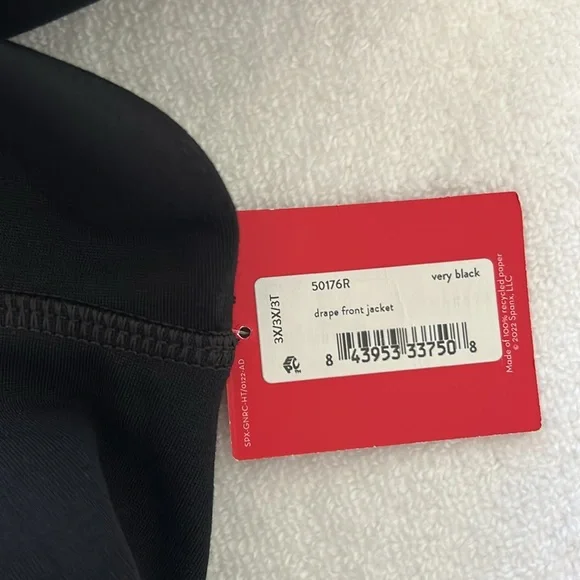 50176R
very black
3X/3X/3T
drape front jacket
8 43953 33750 8
SPX-GNRC-HT/0122-AD
Made of 100% recycled paper
© 2022 Spanx, LLC